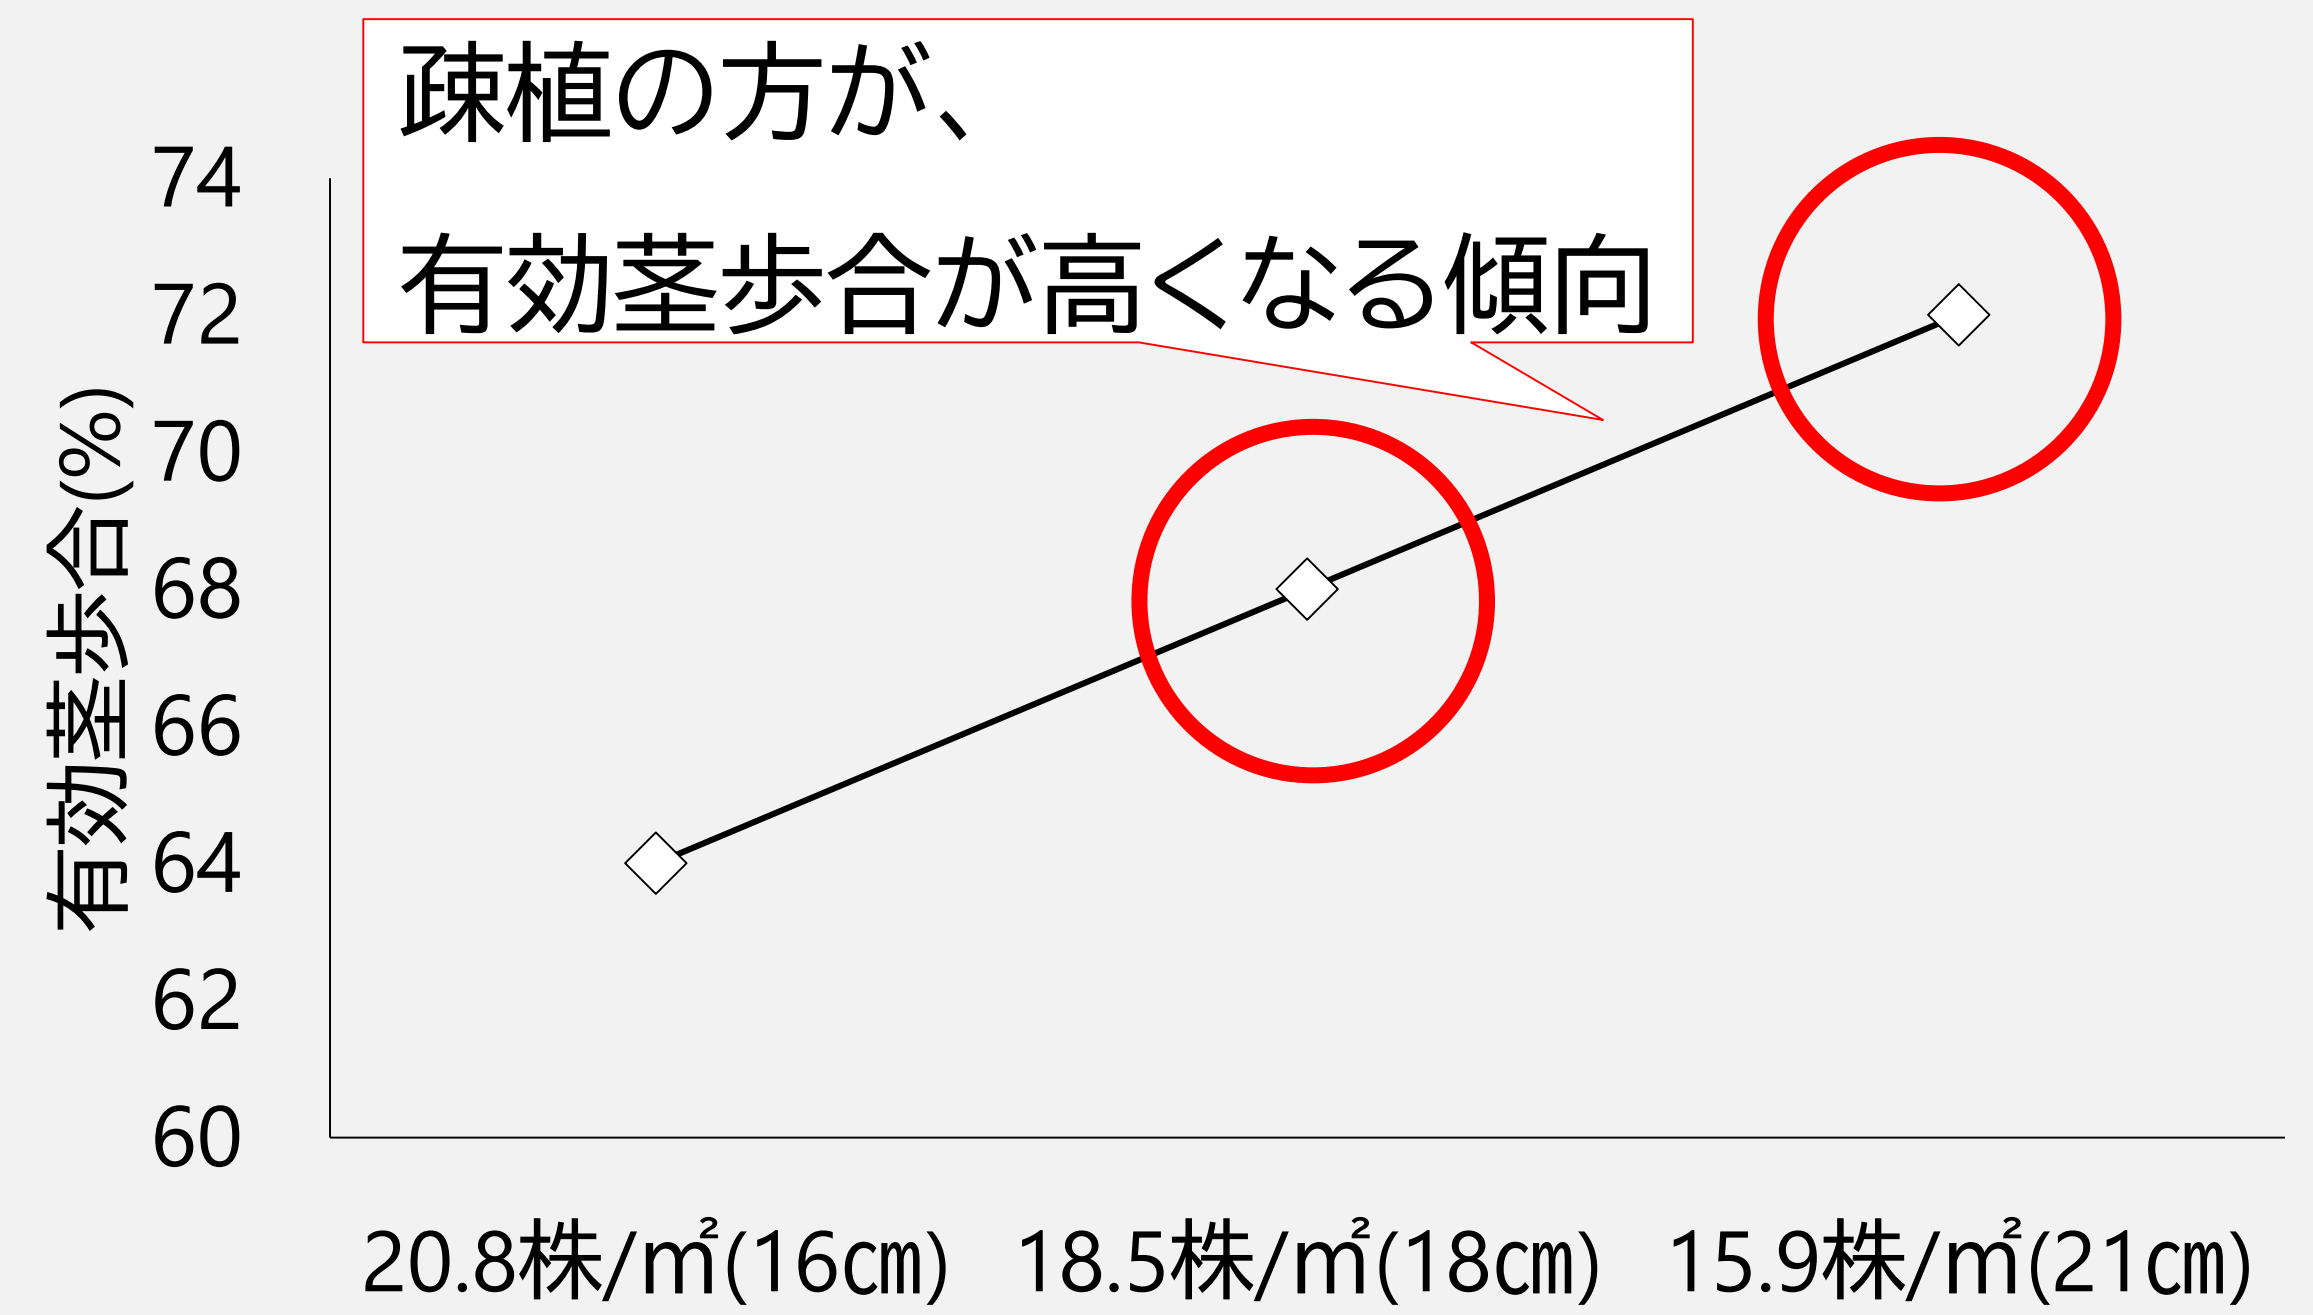 疎植の方が、
有効茎歩合が高くなる傾向
有効茎歩合(%)
74
72
70
68
66
64
62
60
20.8株/㎡(16㎝)
18.5株/㎡(18㎝)
15.9株/㎡(21㎝)